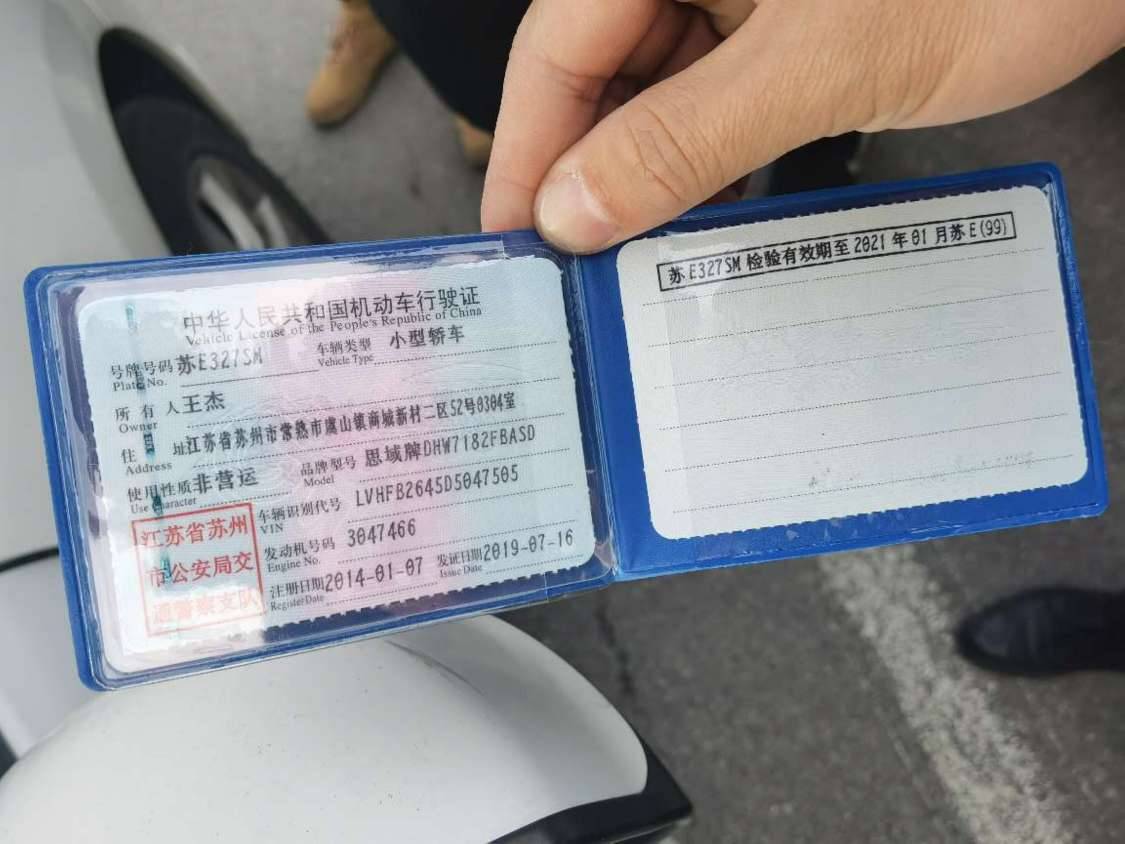 中华人民共和国机动车行驶证
Vehicle License of the People's Republic of China
号牌号码 苏E327SM 车辆类型 小型轿车
Plate No. Vehicle Type
所有人 王杰
Owner
住址 江苏省苏州市常熟市虞山镇商城新村二区52号0304室
Address
使用性质 非营运 品牌型号 思域牌DHW7182FBASD
Use Character Model
江苏省苏州市公安局交通警察支队
车辆识别代号 LVHFB2645D5047505
VIN
发动机号码 3047466
Engine No.
注册日期 2014-01-07 发证日期 2019-07-16
Register Date Issue Date
苏E327SM 检验有效期至 2021 年 01 月苏 E(99)